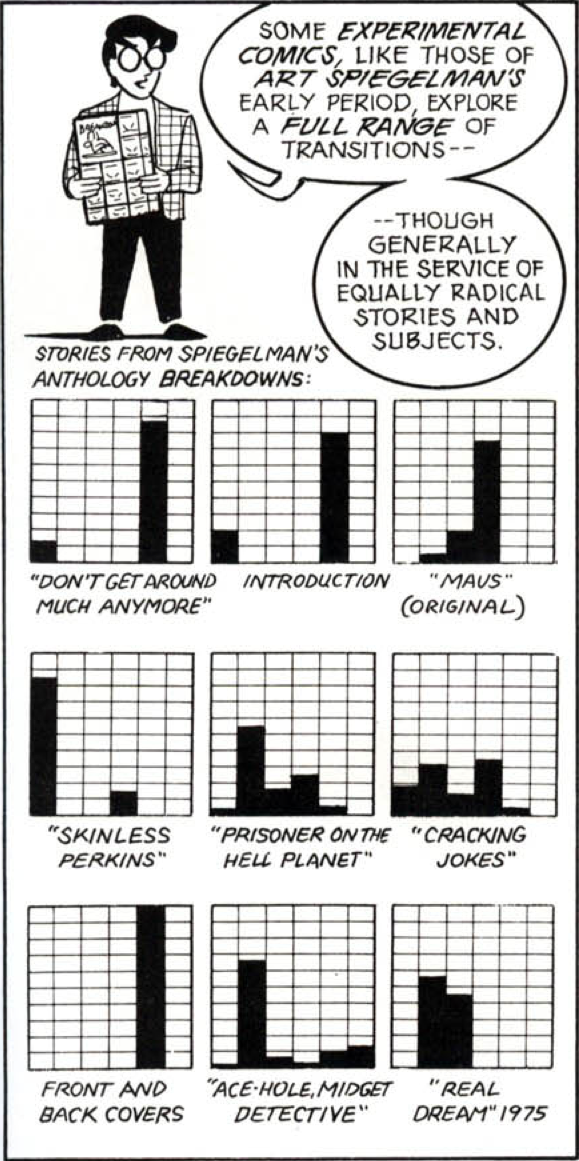 SOME EXPERIMENTAL
COMICS, LIKE THOSE OF
ART SPIEGELMAN'S
EARLY PERIOD, EXPLORE
A FULL RANGE OF
TRANSITIONS--
--THOUGH
GENERALLY
IN THE SERVICE OF
EQUALLY RADICAL
STORIES AND
SUBJECTS.
STORIES FROM SPIEGELMAN'S
ANTHOLOGY BREAKDOWNS:
"DON'T GET AROUND
MUCH ANYMORE"
INTRODUCTION
"MAUS"
(ORIGINAL)
"SKINLESS
PERKINS"
"PRISONER ON THE
HELL PLANET"
"CRACKING
JOKES"
FRONT AND
BACK COVERS
"ACE-HOLE, MIDGET
DETECTIVE"
"REAL
DREAM" 1975